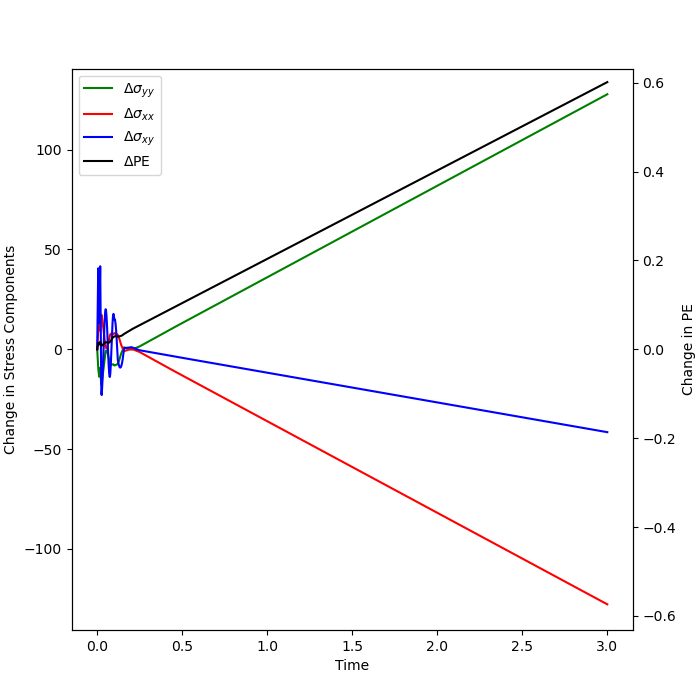 Δσyy
Δσxx
Δσxy
ΔPE
100
50
0
−50
−100
Change in Stress Components
0.6
0.4
0.2
0.0
−0.2
−0.4
−0.6
Change in PE
0.0 0.5 1.0 1.5 2.0 2.5 3.0
Time